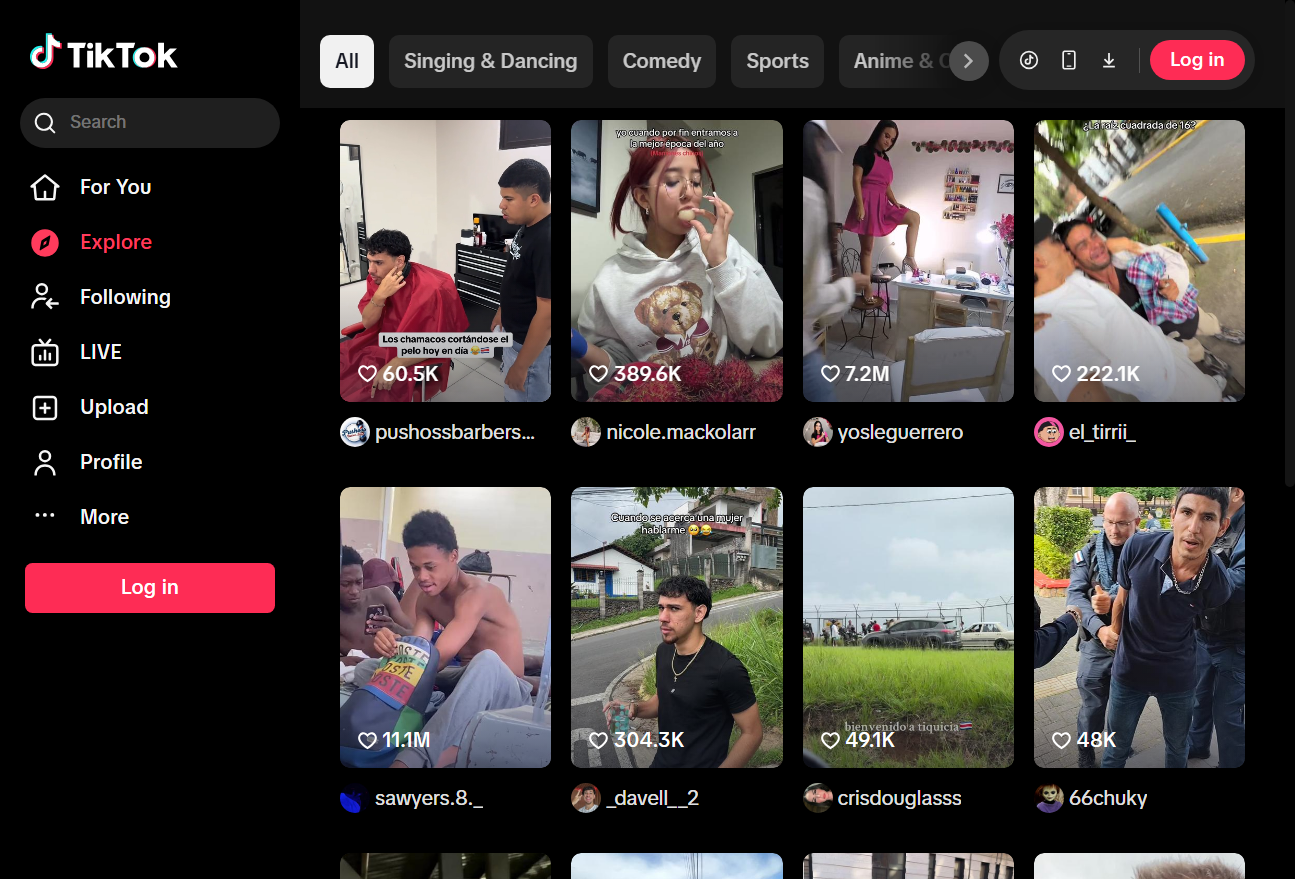 TikTok
Search
For You
Explore
Following
LIVE
Upload
Profile
More
Log in
All
Singing & Dancing
Comedy
Sports
Anime & C
Log in
Los chamacos cortándose el
pelo hoy en día 😂🇨🇷
60.5K
pushossbarbers...
yo cuando por fin entramos a
la mejor época del año
389.6K
nicole.mackolarr
7.2M
yosleguerrero
¿La raíz cuadrada de 16?
222.1K
el_tirrii_
11.1M
sawyers.8._
Cuando se acerca una mujer
hablarme 🥺😂
304.3K
_davell__2
bienvenido a tiquicia🇨🇷
49.1K
crisdouglasss
48K
66chuky